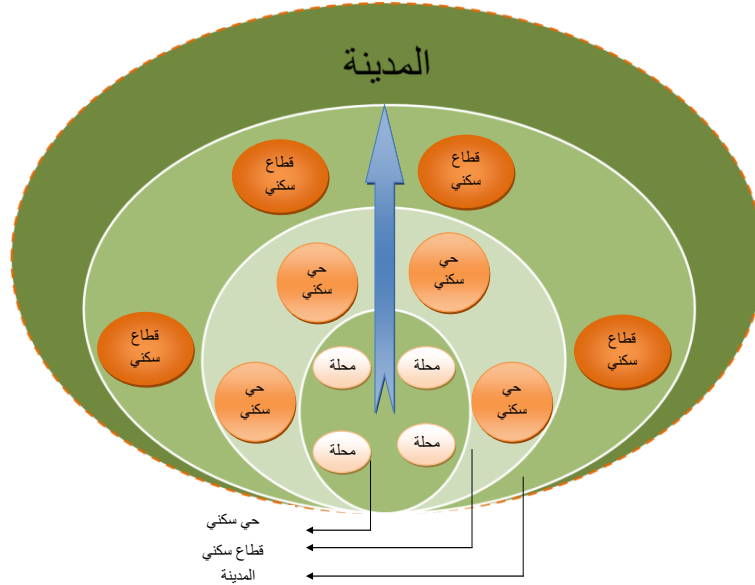 المدينة
قطاع
سكني
قطاع
سكني
حي
سكني
حي
سكني
قطاع
سكني
قطاع
سكني
محلة
محلة
حي
سكني
حي
سكني
محلة
محلة
حي سكني
قطاع سكني
المدينة